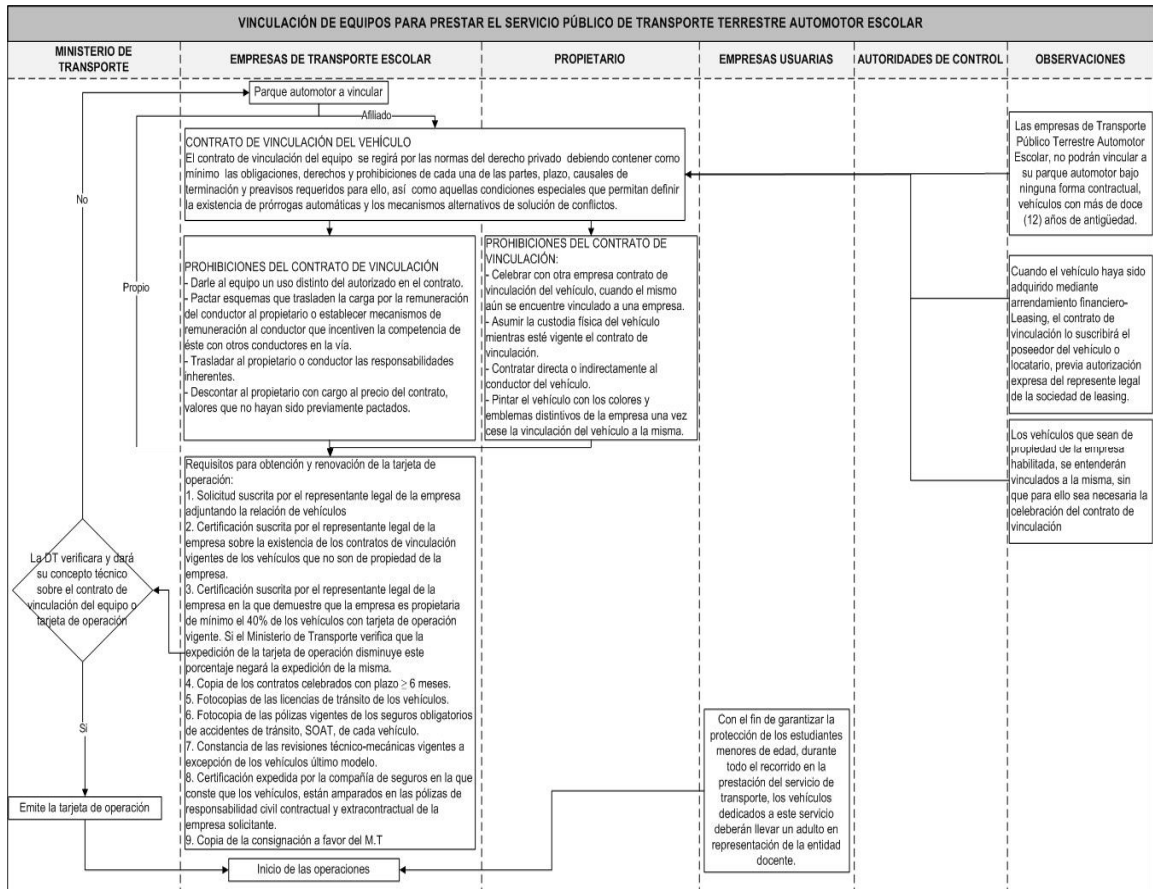 VINCULACIÓN DE EQUIPOS PARA PRESTAR EL SERVICIO PÚBLICO DE TRANSPORTE TERRESTRE AUTOMOTOR ESCOLAR
MINISTERIO DE
TRANSPORTE
EMPRESAS DE TRANSPORTE ESCOLAR
PROPIETARIO
EMPRESAS USUARIAS
AUTORIDADES DE CONTROL
OBSERVACIONES
Parque automotor a vincular
Afiliado
CONTRATO DE VINCULACIÓN DEL VEHÍCULO
El contrato de vinculación del equipo se regirá por las normas del derecho privado debiendo contener como
mínimo las obligaciones, derechos y prohibiciones de cada una de las partes, plazo, causales de
terminación y preavisos requeridos para ello, así como aquellas condiciones especiales que permitan definir
la existencia de prórrogas automáticas y los mecanismos alternativos de solución de conflictos.
Las empresas de Transporte
Público Terrestre Automotor
Escolar, no podrán vincular a
su parque automotor bajo
ninguna forma contractual,
vehículos con más de doce
(12) años de antigüedad.
No
Propio
PROHIBICIONES DEL CONTRATO DE VINCULACIÓN
- Darle al equipo un uso distinto del autorizado en el contrato.
- Pactar esquemas que trasladen la carga por la remuneración
del conductor al propietario o establecer mecanismos de
remuneración al conductor que incentiven la competencia de
éste con otros conductores en la vía.
- Trasladar al propietario o conductor las responsabilidades
inherentes.
- Descontar al propietario con cargo al precio del contrato,
valores que no hayan sido previamente pactados.
PROHIBICIONES DEL CONTRATO DE
VINCULACIÓN:
- Celebrar con otra empresa contrato de
vinculación del vehículo, cuando el mismo
aún se encuentre vinculado a una empresa.
- Asumir la custodia física del vehículo
mientras esté vigente el contrato de
vinculación.
- Contratar directa o indirectamente al
conductor del vehículo.
- Pintar el vehículo con los colores y
emblemas distintivos de la empresa una vez
cese la vinculación del vehículo a la misma.
Cuando el vehículo haya sido
adquirido mediante
arrendamiento financiero-
Leasing, el contrato de
vinculación lo suscribirá el
poseedor del vehículo o
locatario, previa autorización
expresa del represente legal
de la sociedad de leasing.
Los vehículos que sean de
propiedad de la empresa
habilitada, se entenderán
vinculados a la misma, sin
que para ello sea necesaria la
celebración del contrato de
vinculación
Requisitos para obtención y renovación de la tarjeta de
operación:
1. Solicitud suscrita por el representante legal de la empresa
adjuntando la relación de vehículos
2. Certificación suscrita por el representante legal de la
empresa sobre la existencia de los contratos de vinculación
vigentes de los vehículos que no son de propiedad de la
empresa.
3. Certificación suscrita por el representante legal de la
empresa en la que demuestre que la empresa es propietaria
de mínimo el 40% de los vehículos con tarjeta de operación
vigente. Si el Ministerio de Transporte verifica que la
expedición de la tarjeta de operación disminuye este
porcentaje negará la expedición de la misma.
4. Copia de los contratos celebrados con plazo ≥ 6 meses.
5. Fotocopias de las licencias de tránsito de los vehículos.
6. Fotocopia de las pólizas vigentes de los seguros obligatorios
de accidentes de tránsito, SOAT, de cada vehículo.
7. Constancia de las revisiones técnico-mecánicas vigentes a
excepción de los vehículos último modelo.
8. Certificación expedida por la compañía de seguros en la que
conste que los vehículos, están amparados en las pólizas de
responsabilidad civil contractual y extracontractual de la
empresa solicitante.
9. Copia de la consignación a favor del M.T
La DT verificara y dará
su concepto técnico
sobre el contrato de
vinculación del equipo o
tarjeta de operación
Si
Emite la tarjeta de operación
Con el fin de garantizar la
protección de los estudiantes
menores de edad, durante
todo el recorrido en la
prestación del servicio de
transporte, los vehículos
dedicados a este servicio
deberán llevar un adulto en
representación de la entidad
docente.
Inicio de las operaciones